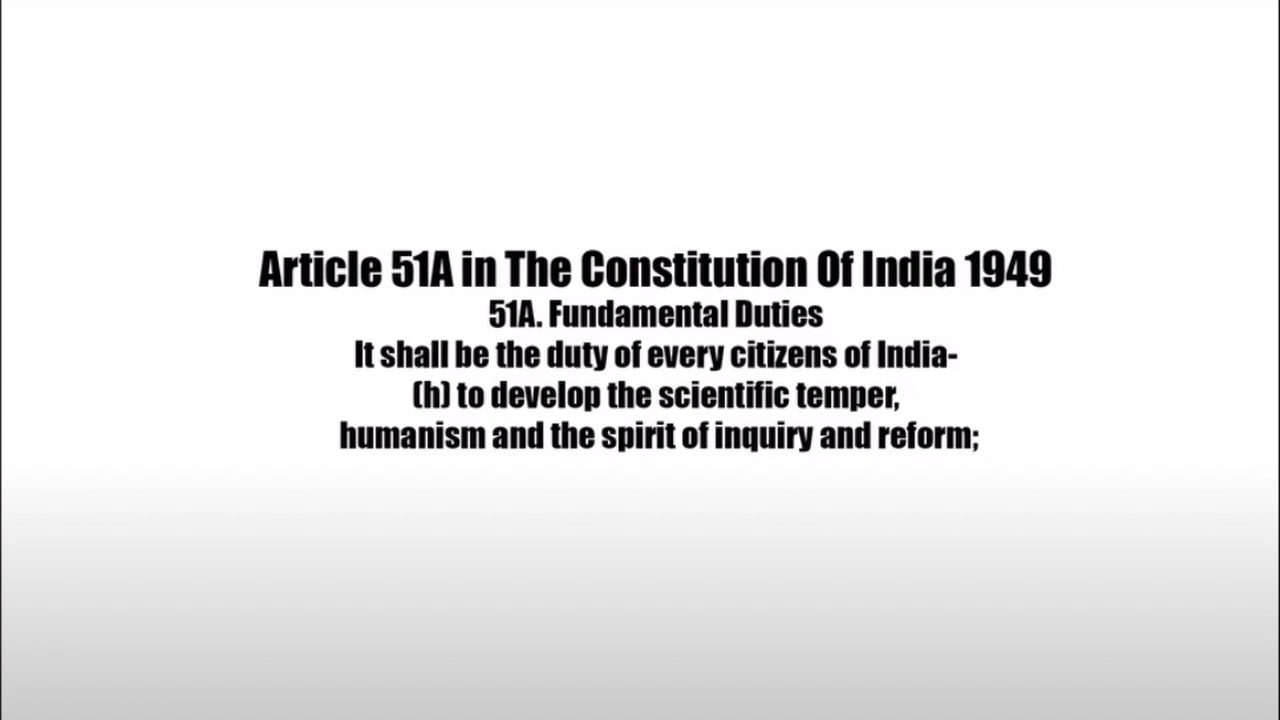 Article 51A in The Constitution Of India 1949
51A. Fundamental Duties
It shall be the duty of every citizens of India-
(h) to develop the scientific temper,
humanism and the spirit of inquiry and reform;